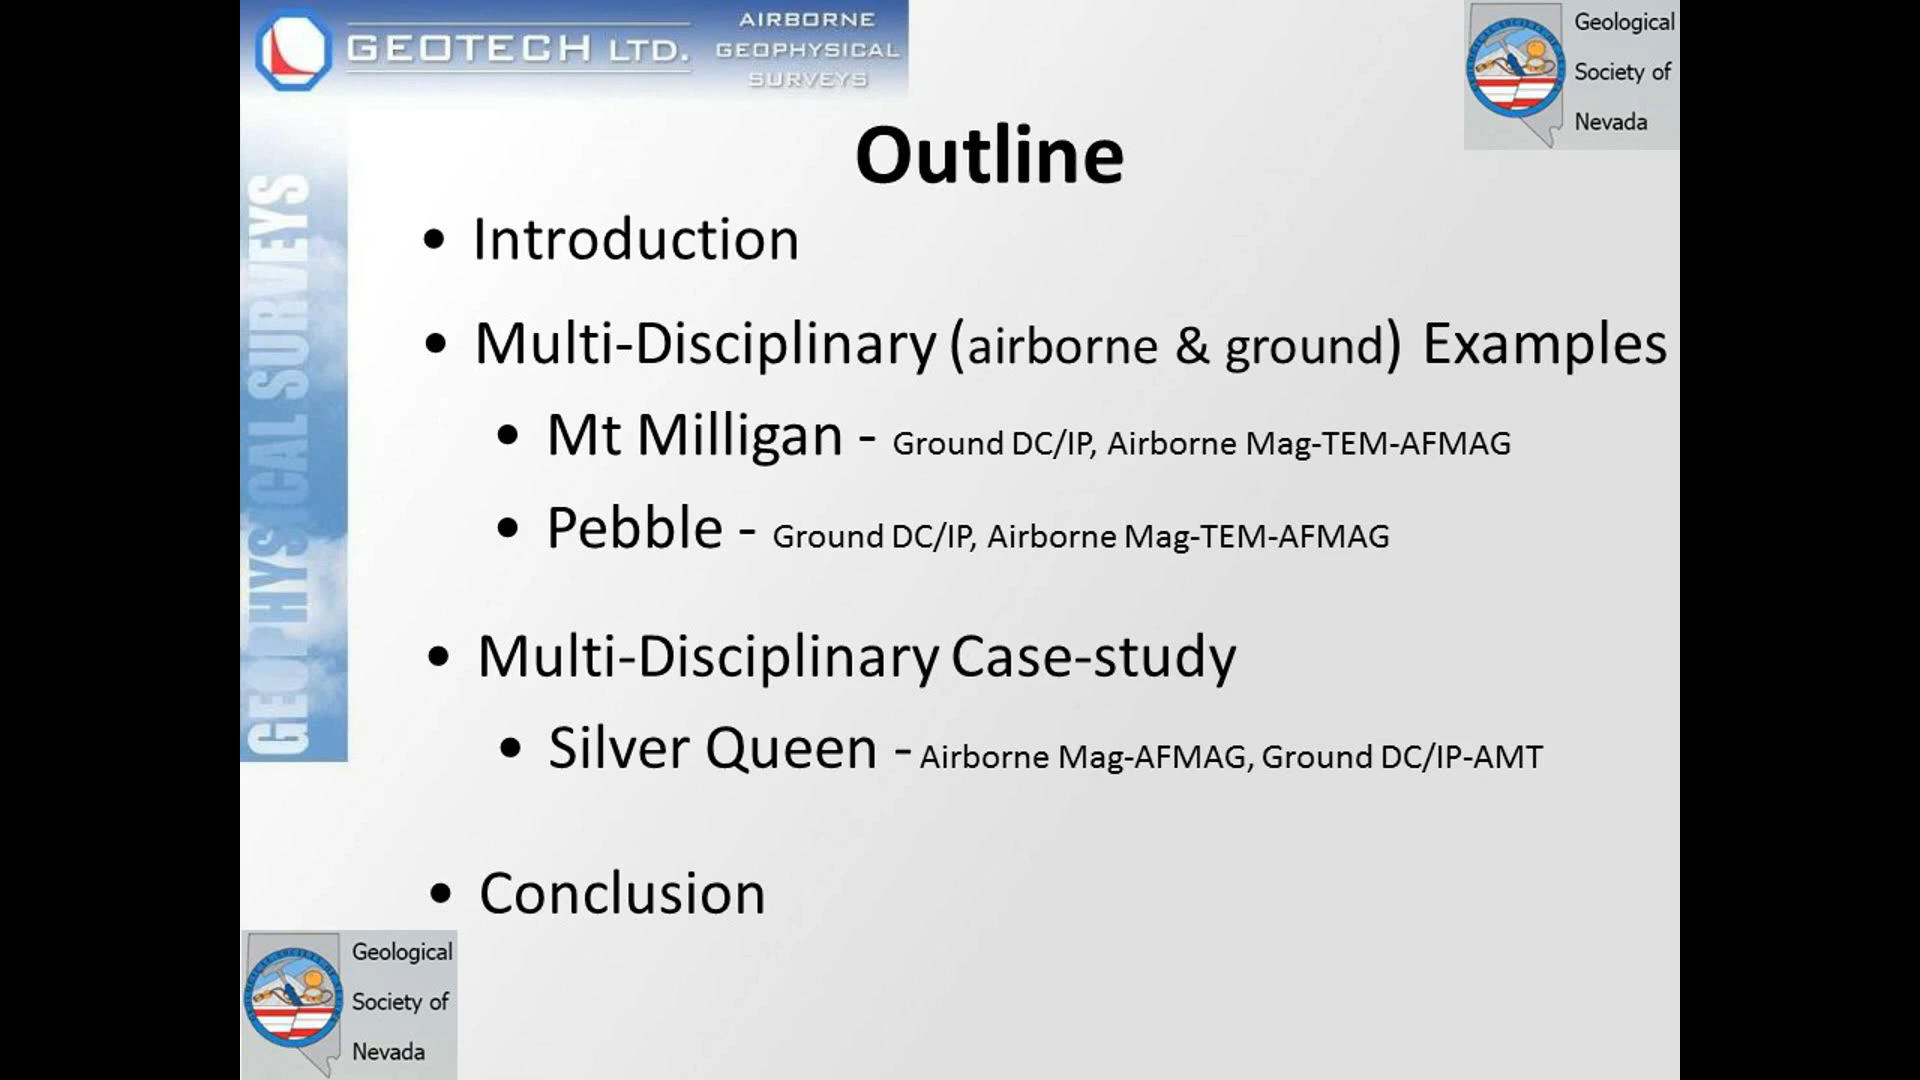 GEOTECH LTD.
AIRBORNE
GEOPHYSICAL
SURVEYS
Geological
Society of
Nevada
GEOPHYSICAL SURVEYS
Outline
• Introduction
• Multi-Disciplinary (airborne & ground) Examples
• Mt Milligan - Ground DC/IP, Airborne Mag-TEM-AFMAG
• Pebble - Ground DC/IP, Airborne Mag-TEM-AFMAG
• Multi-Disciplinary Case-study
• Silver Queen - Airborne Mag-AFMAG, Ground DC/IP-AMT
• Conclusion
Geological
Society of
Nevada